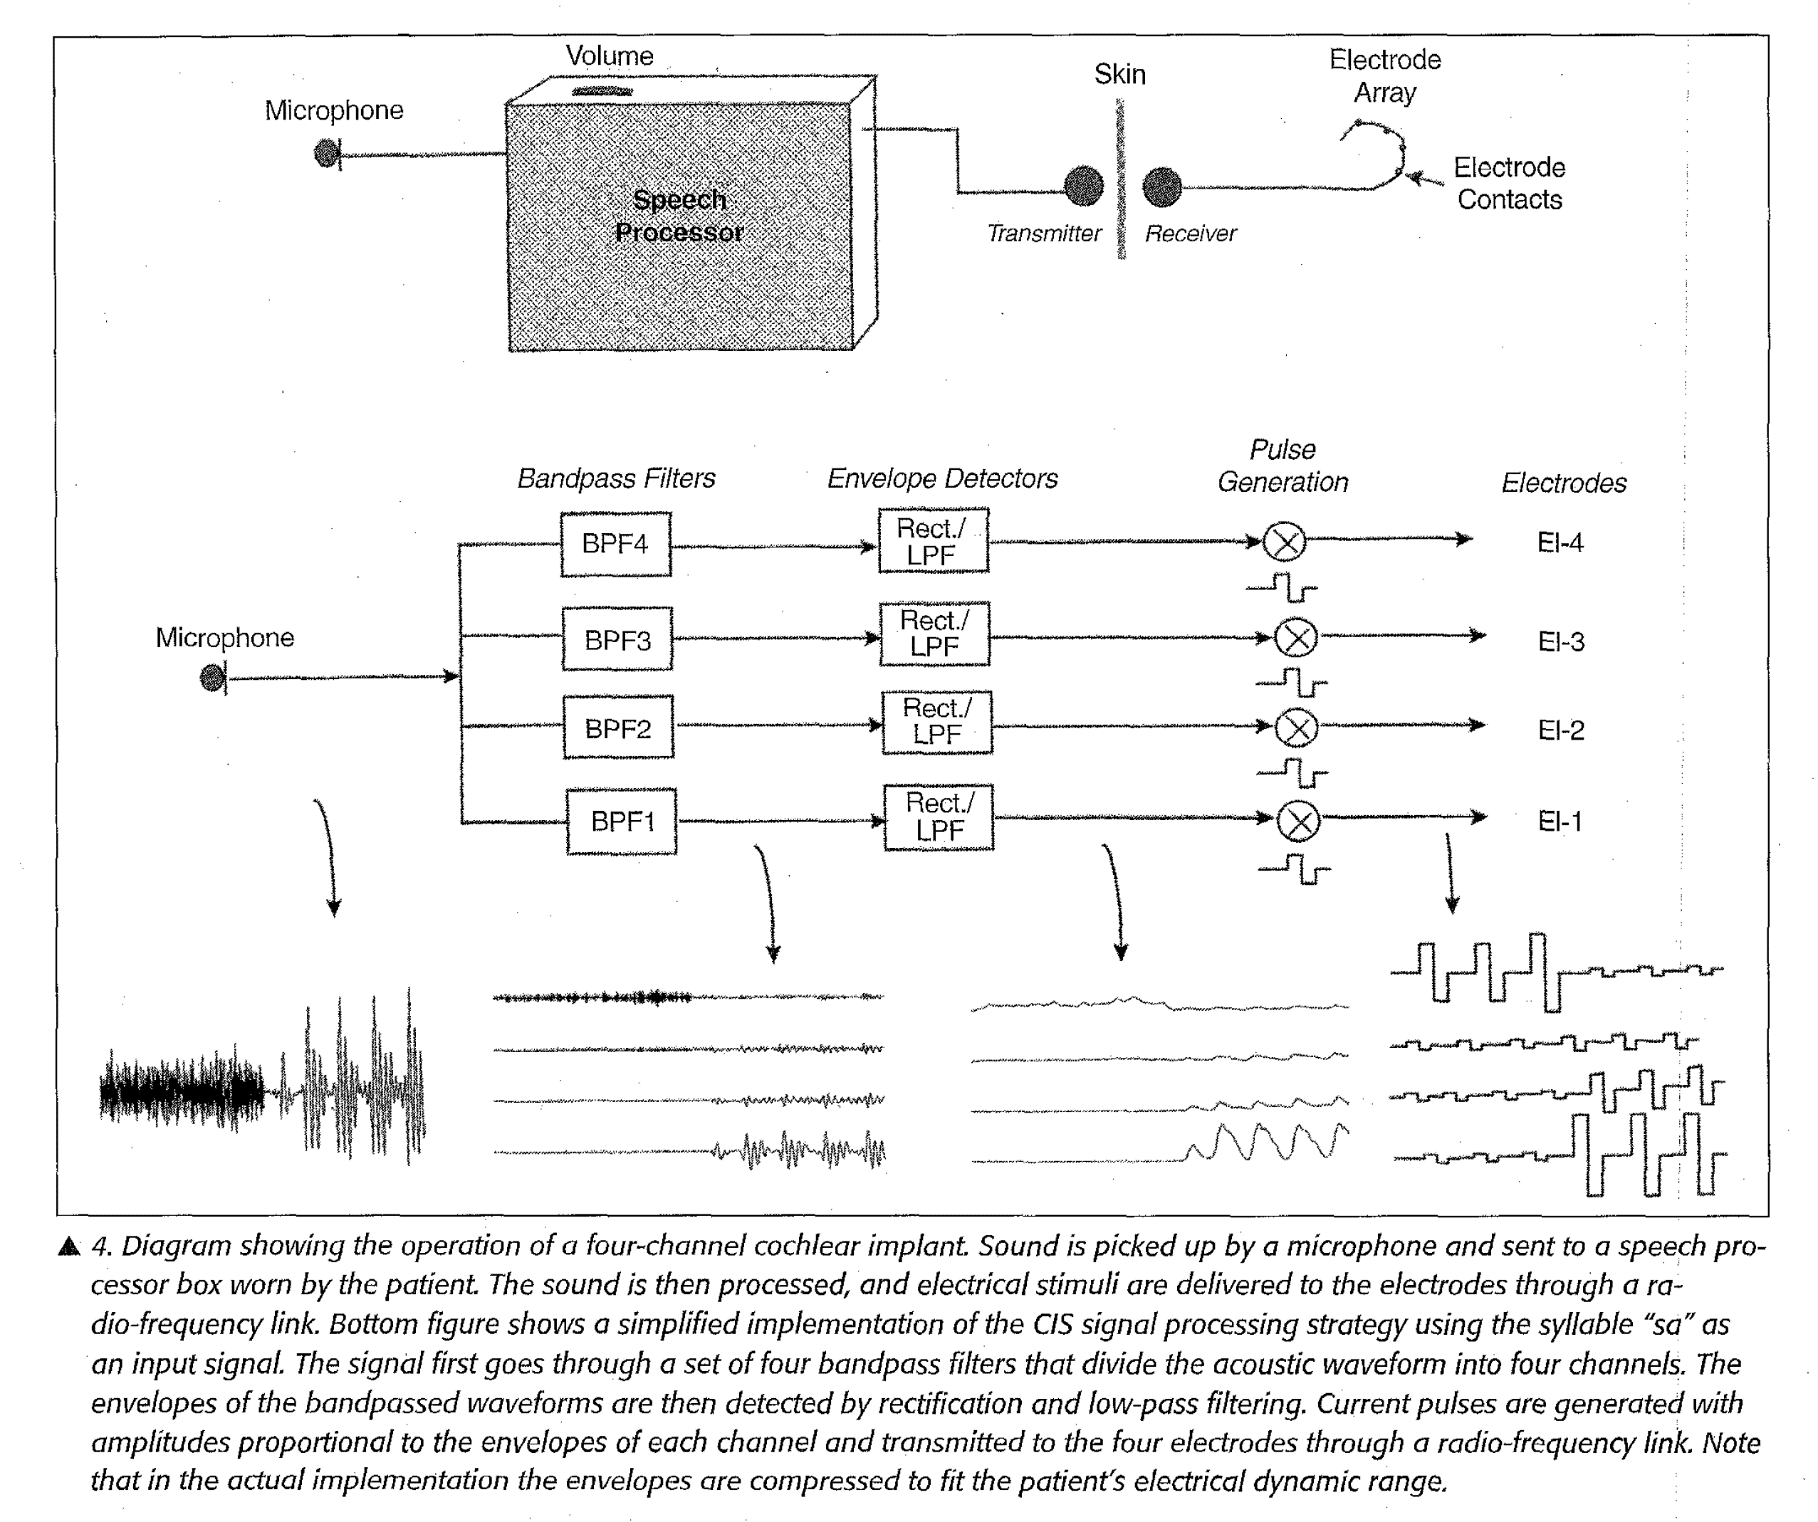 Volume
Microphone
Speech
Processor
Skin
Electrode
Array
Electrode
Contacts
Transmitter
Receiver
Bandpass Filters
Envelope Detectors
Pulse
Generation
Electrodes
BPF4
Rect./
LPF
El-4
BPF3
Rect./
LPF
El-3
Microphone
BPF2
Rect./
LPF
El-2
BPF1
Rect./
LPF
El-1
▲ 4. Diagram showing the operation of a four-channel cochlear implant. Sound is picked up by a microphone and sent to a speech pro-
cessor box worn by the patient. The sound is then processed, and electrical stimuli are delivered to the electrodes through a ra-
dio-frequency link. Bottom figure shows a simplified implementation of the CIS signal processing strategy using the syllable “sa” as
an input signal. The signal first goes through a set of four bandpass filters that divide the acoustic waveform into four channels. The
envelopes of the bandpassed waveforms are then detected by rectification and low-pass filtering. Current pulses are generated with
amplitudes proportional to the envelopes of each channel and transmitted to the four electrodes through a radio-frequency link. Note
that in the actual implementation the envelopes are compressed to fit the patient’s electrical dynamic range.